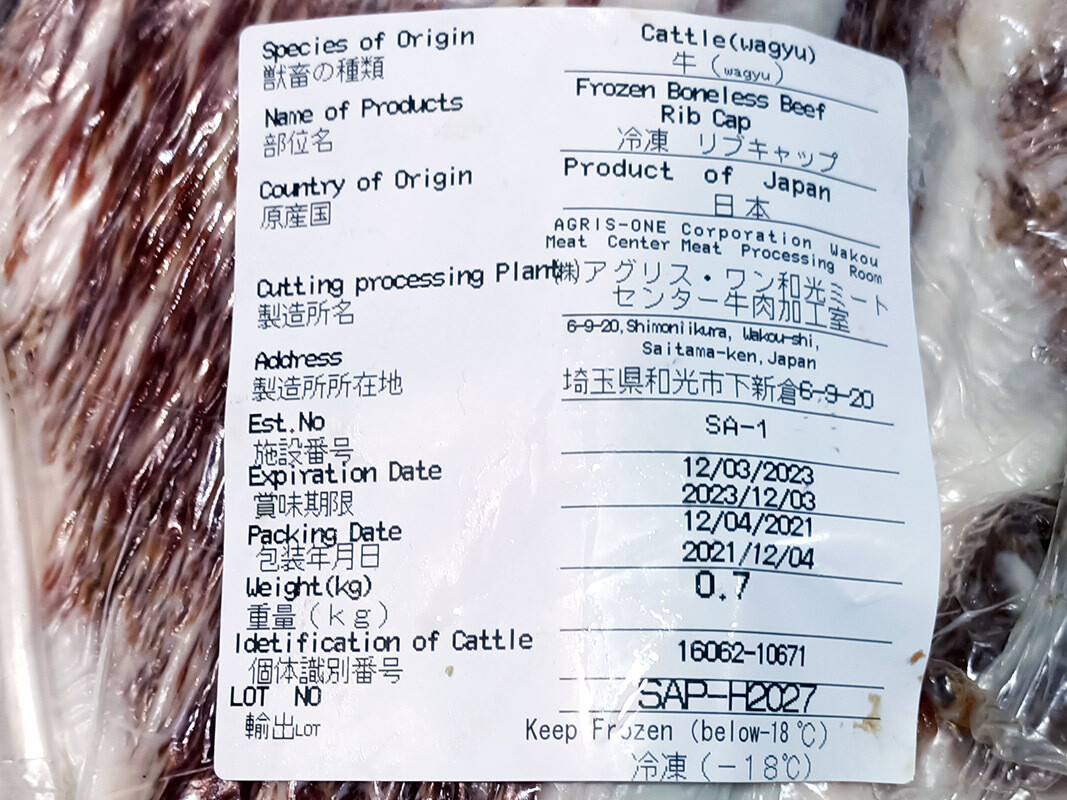 Species of Origin Cattle(wagyu)
獣畜の種類 牛（wagyu）
Name of Products Frozen Boneless Beef
Rib Cap
部位名 冷凍 リブキャップ
Country of Origin Product of Japan
原産国 日本
AGRIS-ONE Corporation Wakou
Meat Center Meat Processing Room
Cutting processing Plant ㈱アグリス・ワン和光ミート
製造所名 センター牛肉加工室
6-9-20,Shimoniikura, Wakou-shi,
Address Saitama-ken,Japan
製造所所在地 埼玉県和光市下新倉6-9-20
Est.No SA-1
施設番号
Expiration Date 12/03/2023
賞味期限 2023/12/03
Packing Date 12/04/2021
包装年月日 2021/12/04
Weight(kg) 0.7
重量（ｋｇ）
Idetification of Cattle 16062-10671
個体識別番号
LOT NO SAP-H2027
輸出LOT Keep Frozen (below-18℃)
冷凍（－１８℃）